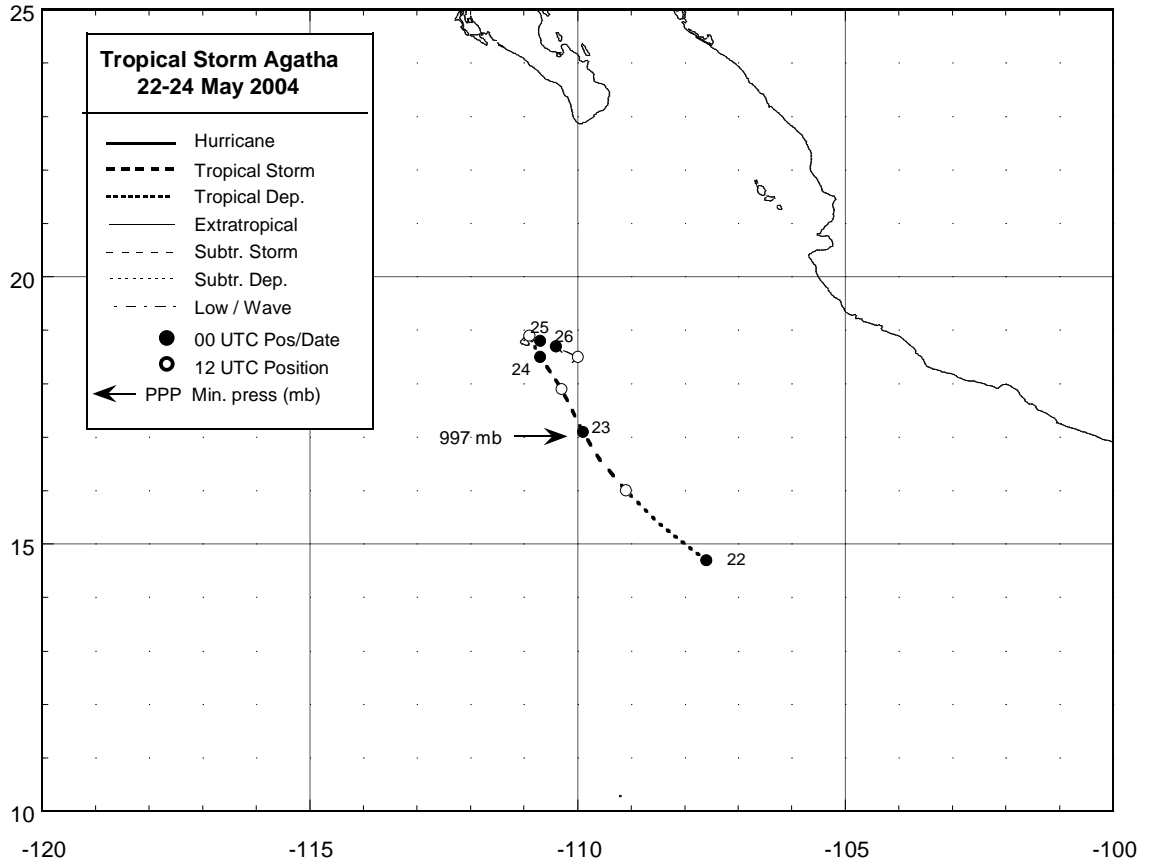 25
Tropical Storm Agatha
22-24 May 2004
Hurricane
Tropical Storm
Tropical Dep.
Extratropical
Subtr. Storm
Subtr. Dep.
Low / Wave
00 UTC Pos/Date
12 UTC Position
PPP Min. press (mb)
20
25
26
24
997 mb
23
15
22
10
-120
-115
-110
-105
-100